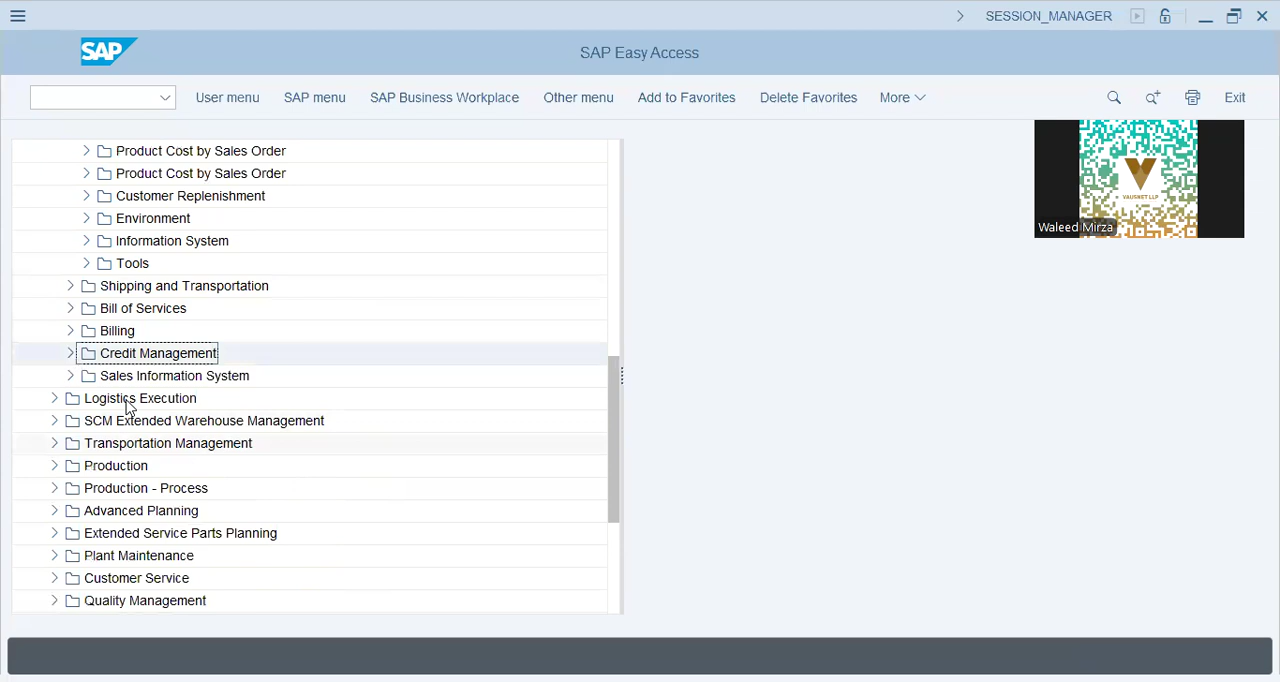 SESSION_MANAGER
SAP
SAP Easy Access
User menu
SAP menu
SAP Business Workplace
Other menu
Add to Favorites
Delete Favorites
More
Exit
Product Cost by Sales Order
Product Cost by Sales Order
Customer Replenishment
Environment
Information System
Tools
Shipping and Transportation
Bill of Services
Billing
Credit Management
Sales Information System
Logistics Execution
SCM Extended Warehouse Management
Transportation Management
Production
Production - Process
Advanced Planning
Extended Service Parts Planning
Plant Maintenance
Customer Service
Quality Management
VAUSNET LLP
Waleed Mirza